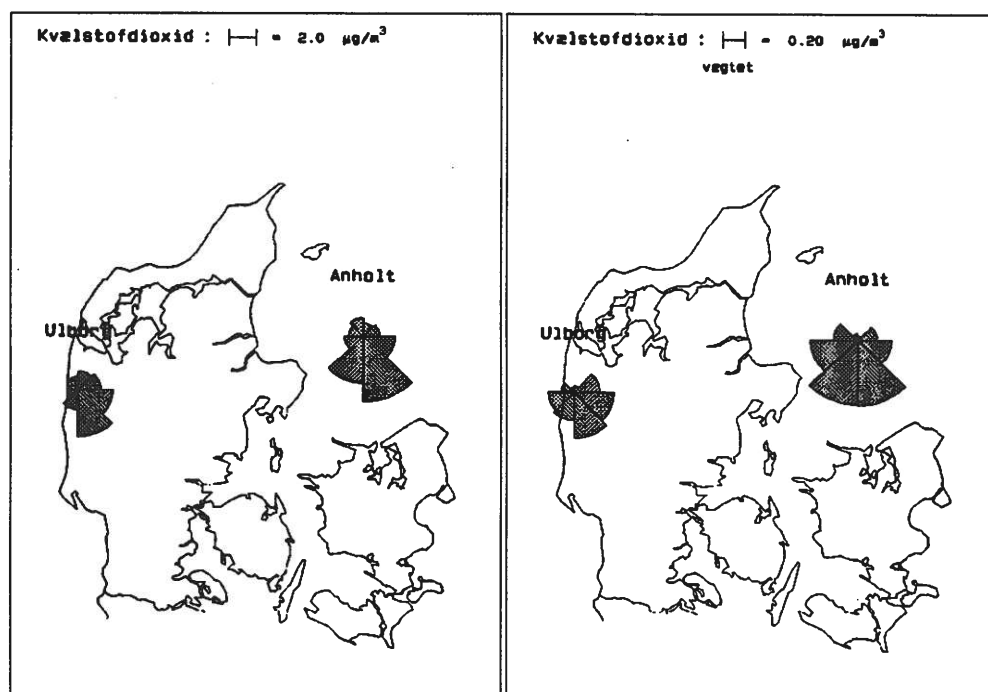 Kvælstofdioxid : = 2.0 µg/m³
Anholt
Ulborg
Kvælstofdioxid : = 0.20 µg/m³
vægtet
Anholt
Ulborg